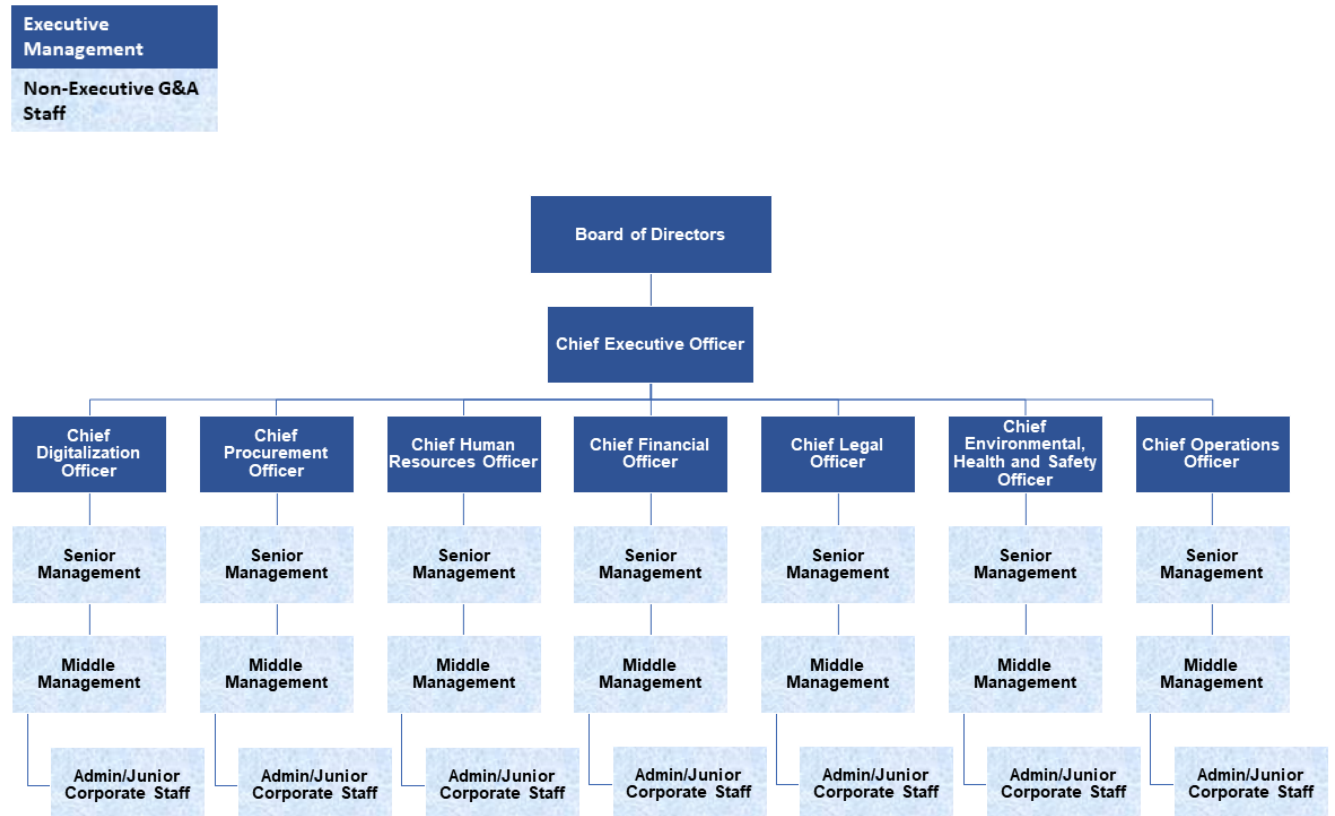 Executive
Management
Non-Executive G&A
Staff
Board of Directors
Chief Executive Officer
Chief
Digitalization
Officer
Chief
Procurement
Officer
Chief Human
Resources Officer
Chief Financial
Officer
Chief Legal
Officer
Chief
Environmental,
Health and Safety
Officer
Chief Operations
Officer
Senior
Management
Senior
Management
Senior
Management
Senior
Management
Senior
Management
Senior
Management
Senior
Management
Middle
Management
Middle
Management
Middle
Management
Middle
Management
Middle
Management
Middle
Management
Middle
Management
Admin/Junior
Corporate Staff
Admin/Junior
Corporate Staff
Admin/Junior
Corporate Staff
Admin/Junior
Corporate Staff
Admin/Junior
Corporate Staff
Admin/Junior
Corporate Staff
Admin/Junior
Corporate Staff